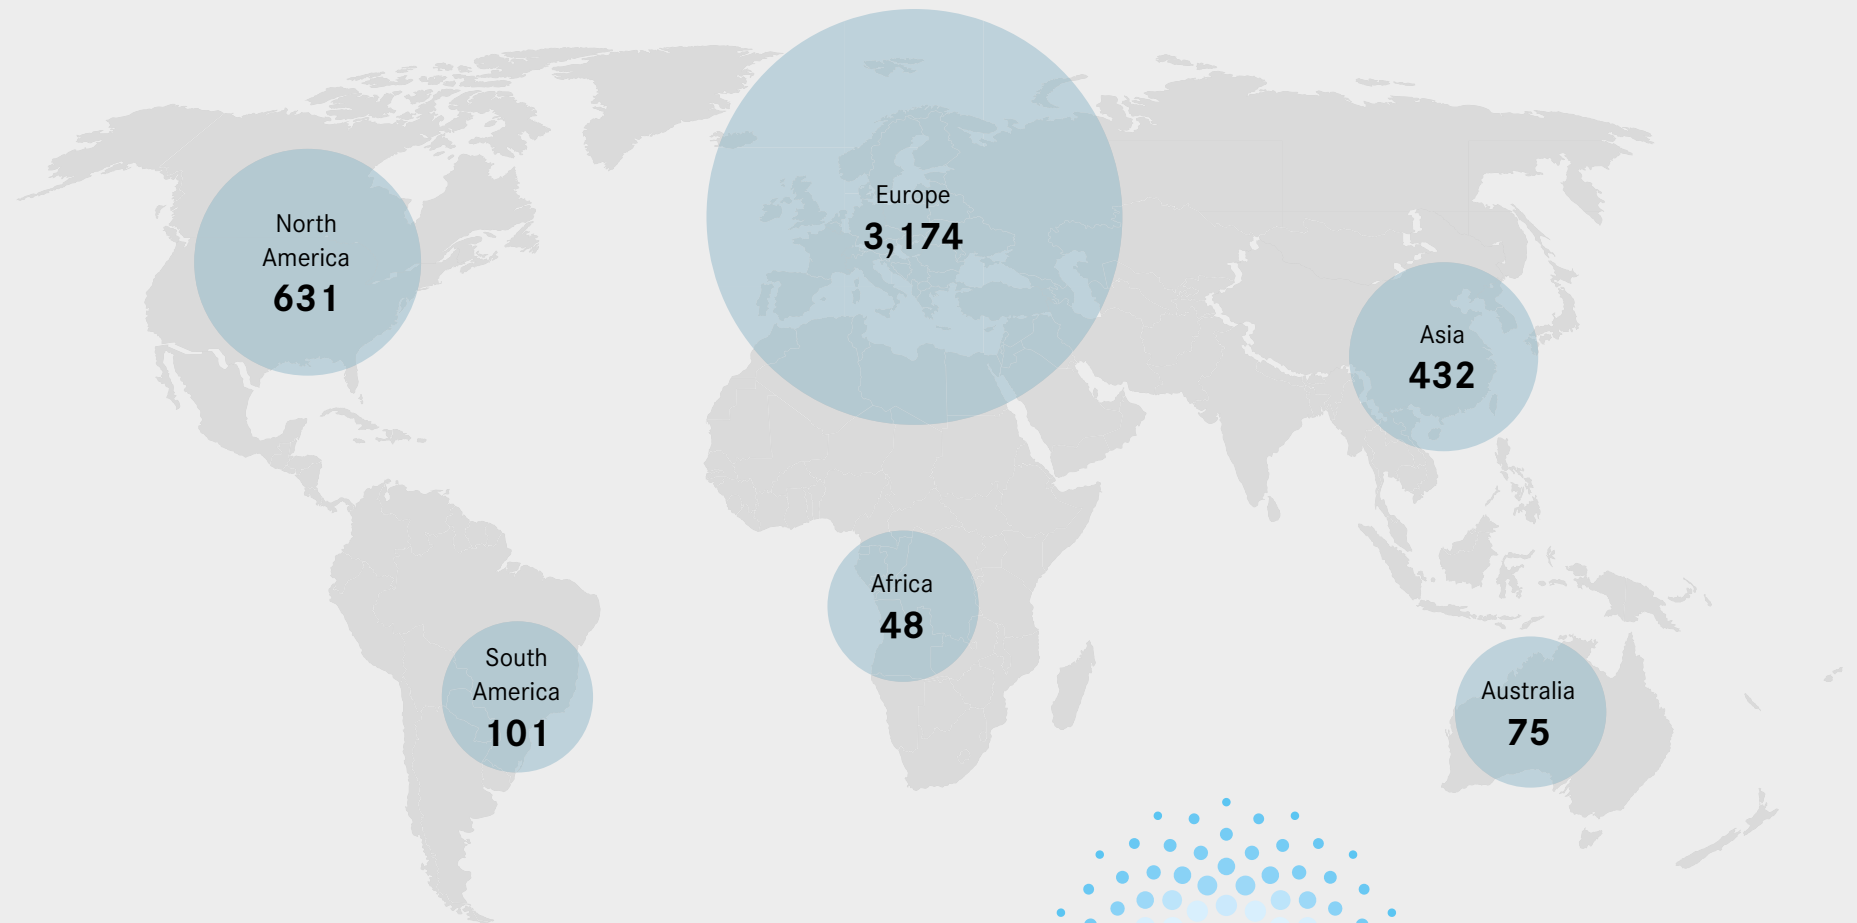 North
America
631
Europe
3,174
Asia
432
Africa
48
South
America
101
Australia
75